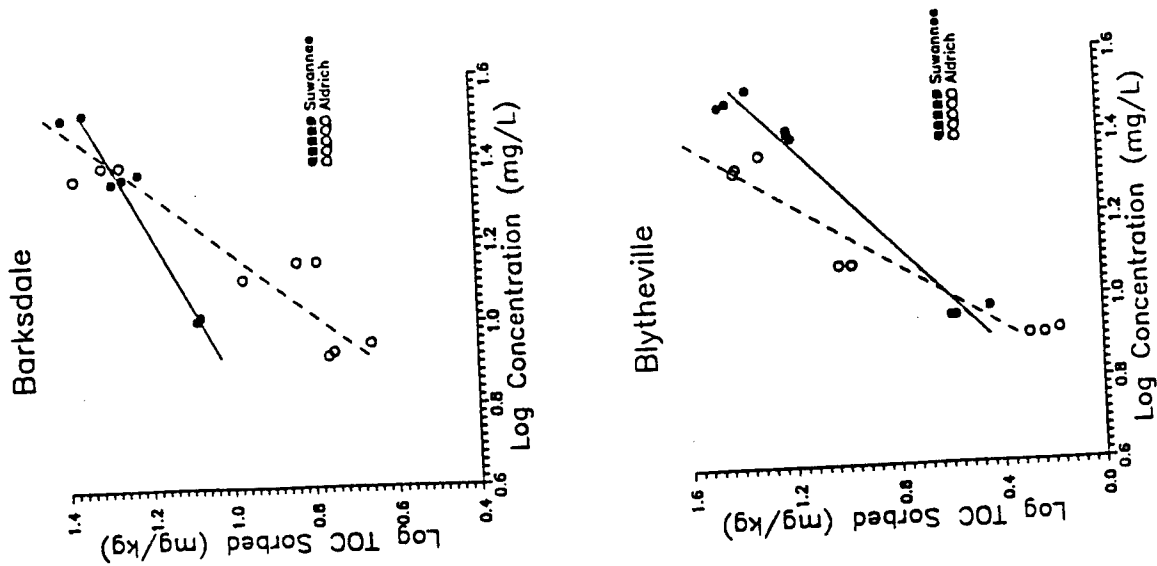 Barksdale
Log TOC Sorbed (mg/kg)
1.4
1.2
1.0
0.8
0.6
0.4
0.6
0.8
1.0
1.2
1.4
1.6
Log Concentration (mg/L)
Suwannee
Aldrich
Blytheville
Log TOC Sorbed (mg/kg)
1.6
1.2
0.8
0.4
0.0
0.6
0.8
1.0
1.2
1.4
1.6
Log Concentration (mg/L)
Suwannee
Aldrich